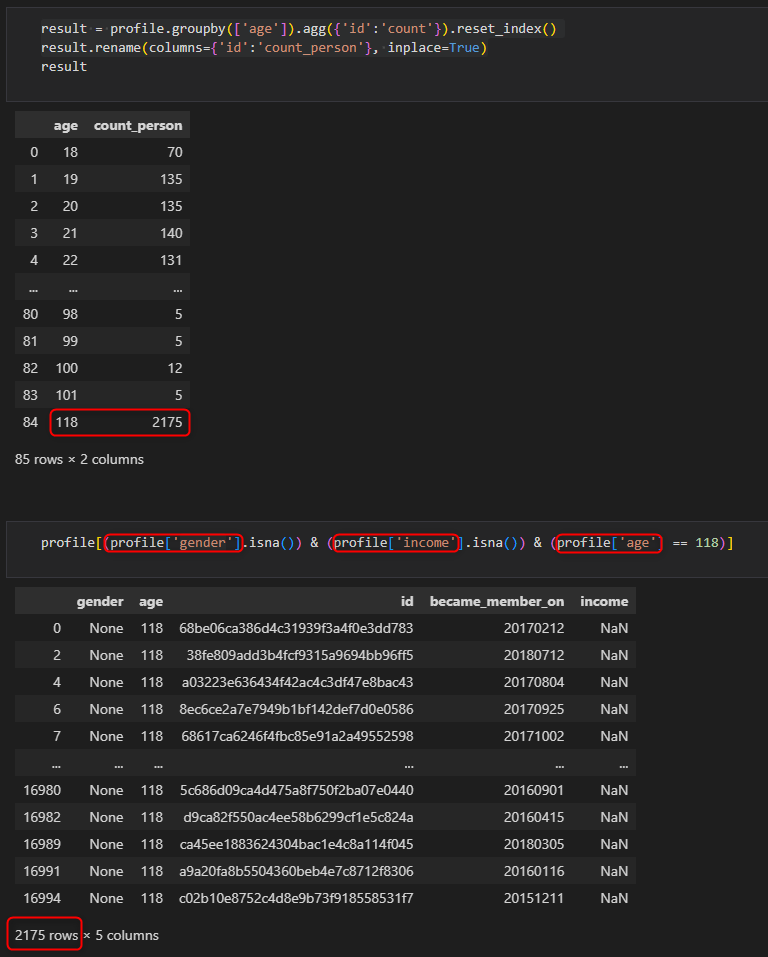 result = profile.groupby(['age']).agg({'id':'count'}).reset_index()
result.rename(columns={'id':'count_person'}, inplace=True)
result
age count_person
0 18 70
1 19 135
2 20 135
3 21 140
4 22 131
... ... ...
80 98 5
81 99 5
82 100 12
83 101 5
84 118 2175
85 rows × 2 columns
profile[(profile['gender'].isna()) & (profile['income'].isna()) & (profile['age'] == 118)]
gender age id became_member_on income
0 None 118 68be06ca386d4c31939f3a4f0e3dd783 20170212 NaN
2 None 118 38fe809add3b4fcf9315a9694bb96ff5 20180712 NaN
4 None 118 a03223e636434f42ac4c3df47e8bac43 20170804 NaN
6 None 118 8ec6ce2a7e7949b1bf142def7d0e0586 20170925 NaN
7 None 118 68617ca6246f4fbc85e91a2a49552598 20171002 NaN
... ... ... ... ... ...
16980 None 118 5c686d09ca4d475a8f750f2ba07e0440 20160901 NaN
16982 None 118 d9ca82f550ac4ee58b6299cf1e5c824a 20160415 NaN
16989 None 118 ca45ee1883624304bac1e4c8a114f045 20180305 NaN
16991 None 118 a9a20fa8b5504360beb4e7c8712f8306 20160116 NaN
16994 None 118 c02b10e8752c4d8e9b73f918558531f7 20151211 NaN
2175 rows × 5 columns